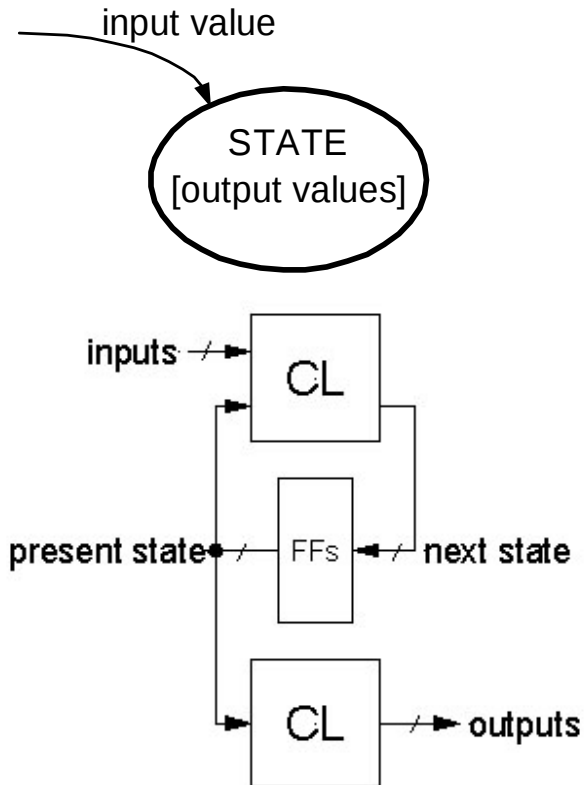 input value
STATE
[output values]
inputs
CL
present state
FFs
next state
CL
outputs